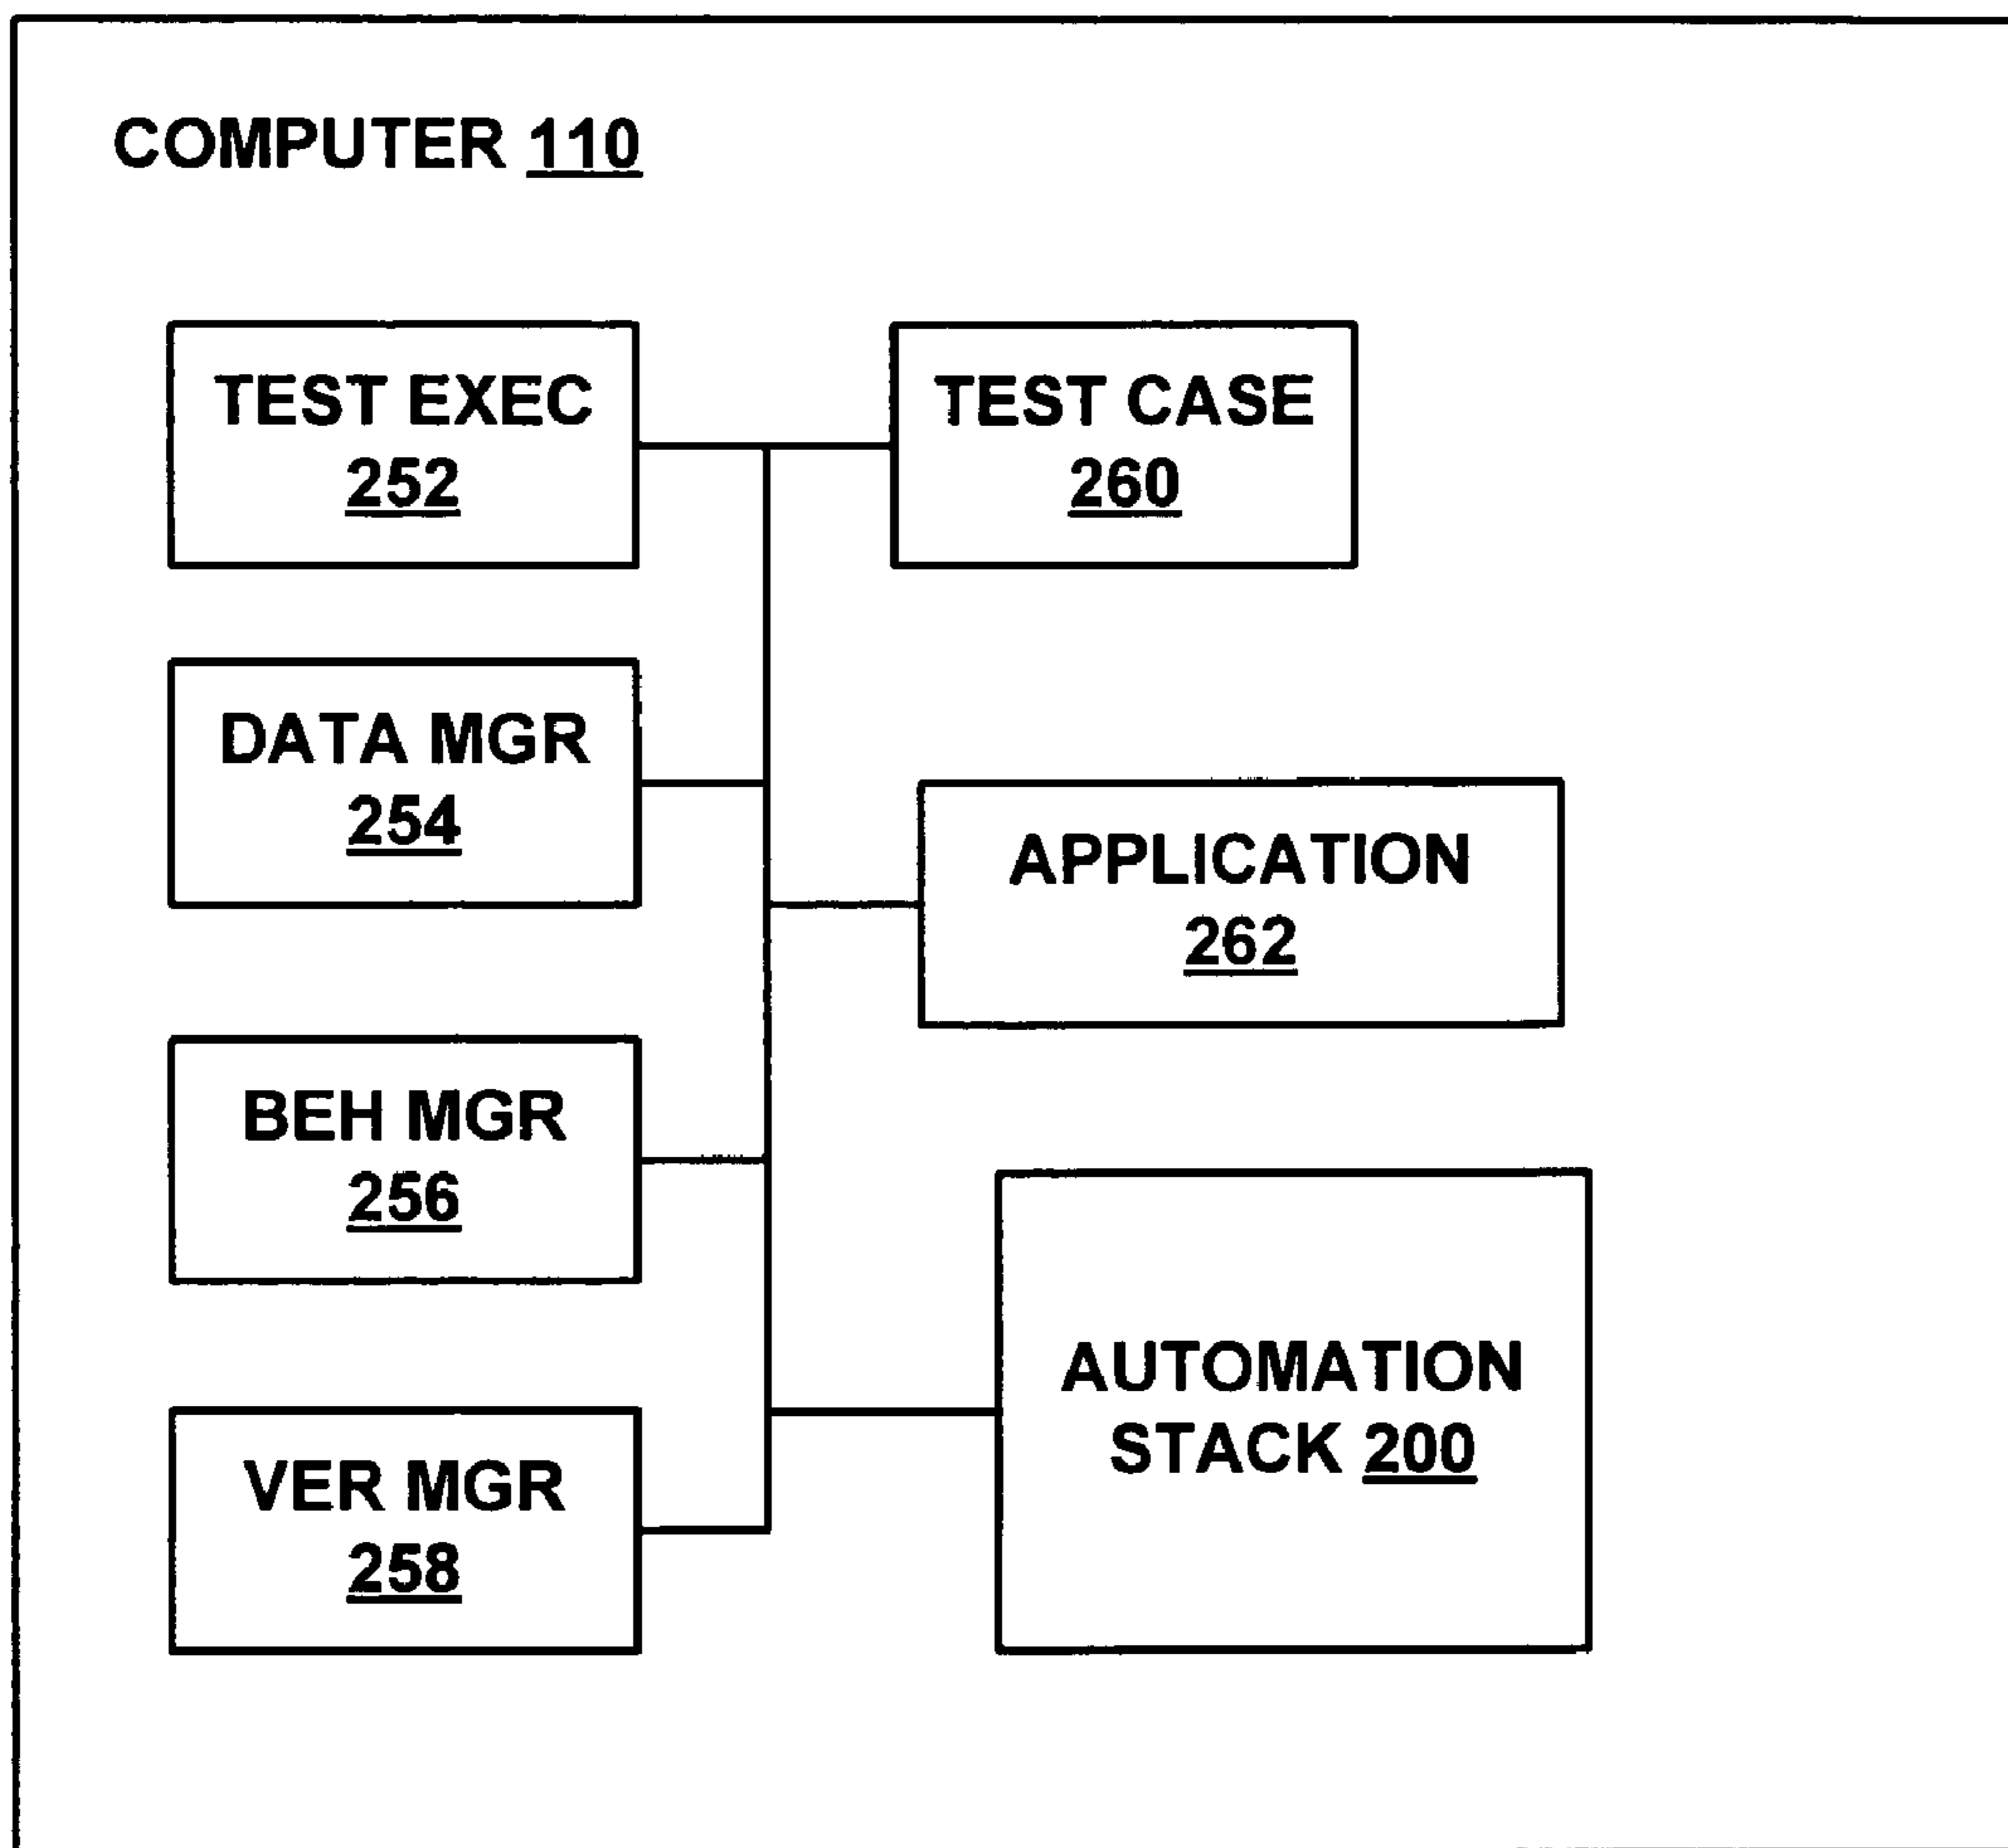 COMPUTER 110
TEST EXEC
252
TEST CASE
260
DATA MGR
254
APPLICATION
262
BEH MGR
256
AUTOMATION
STACK 200
VER MGR
258